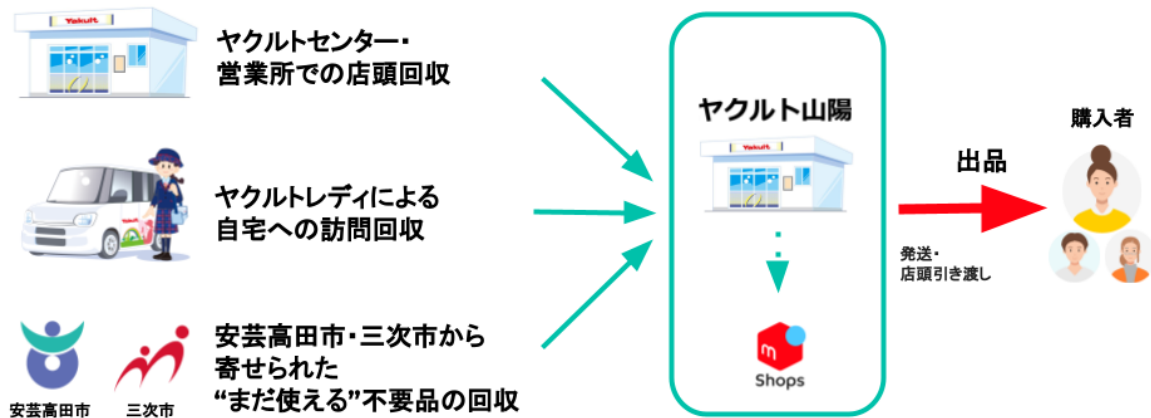 Yakult
ヤクルトセンター・
営業所での店頭回収
Yakult
ヤクルトレディによる
自宅への訪問回収
安芸高田市
三次市
安芸高田市・三次市から
寄せられた
“まだ使える”不要品の回収
ヤクルト山陽
Yakult
m
Shops
出品
発送・
店頭引き渡し
購入者